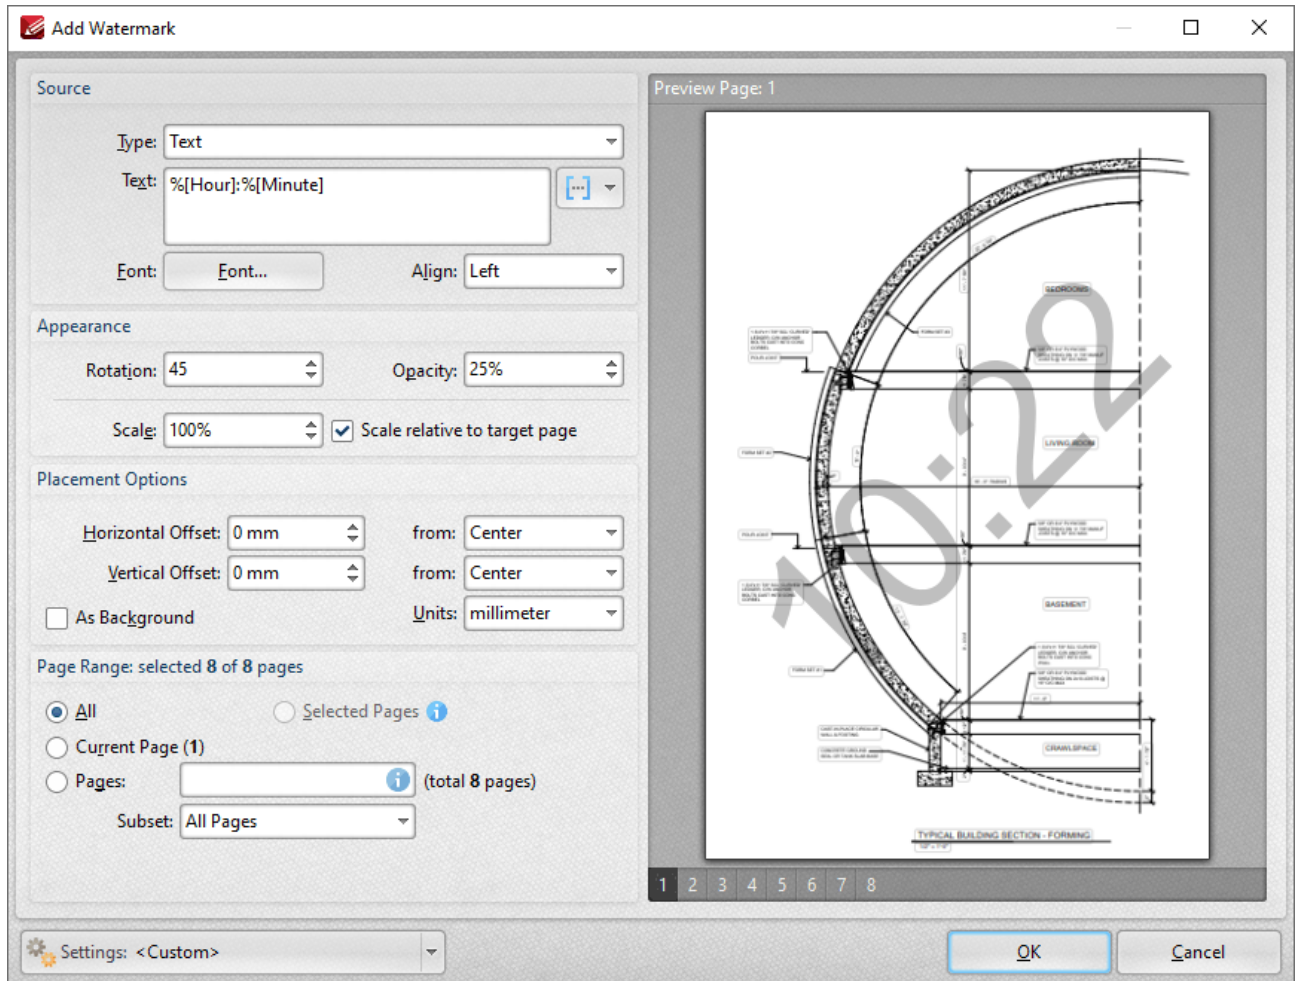 Add Watermark
Source
Type: Text
Text: %[Hour]:%[Minute]
Font: Font... Align: Left
Appearance
Rotation: 45 Opacity: 25%
Scale: 100% Scale relative to target page
Placement Options
Horizontal Offset: 0 mm from: Center
Vertical Offset: 0 mm from: Center
As Background Units: millimeter
Page Range: selected 8 of 8 pages
All Selected Pages
Current Page (1)
Pages: (total 8 pages)
Subset: All Pages
Preview Page: 1
BEDROOMS
LIVING ROOM
10:22
BASEMENT
CRAWLSPACE
TYPICAL BUILDING SECTION - FORMING
1 2 3 4 5 6 7 8
Settings: <Custom>
OK Cancel